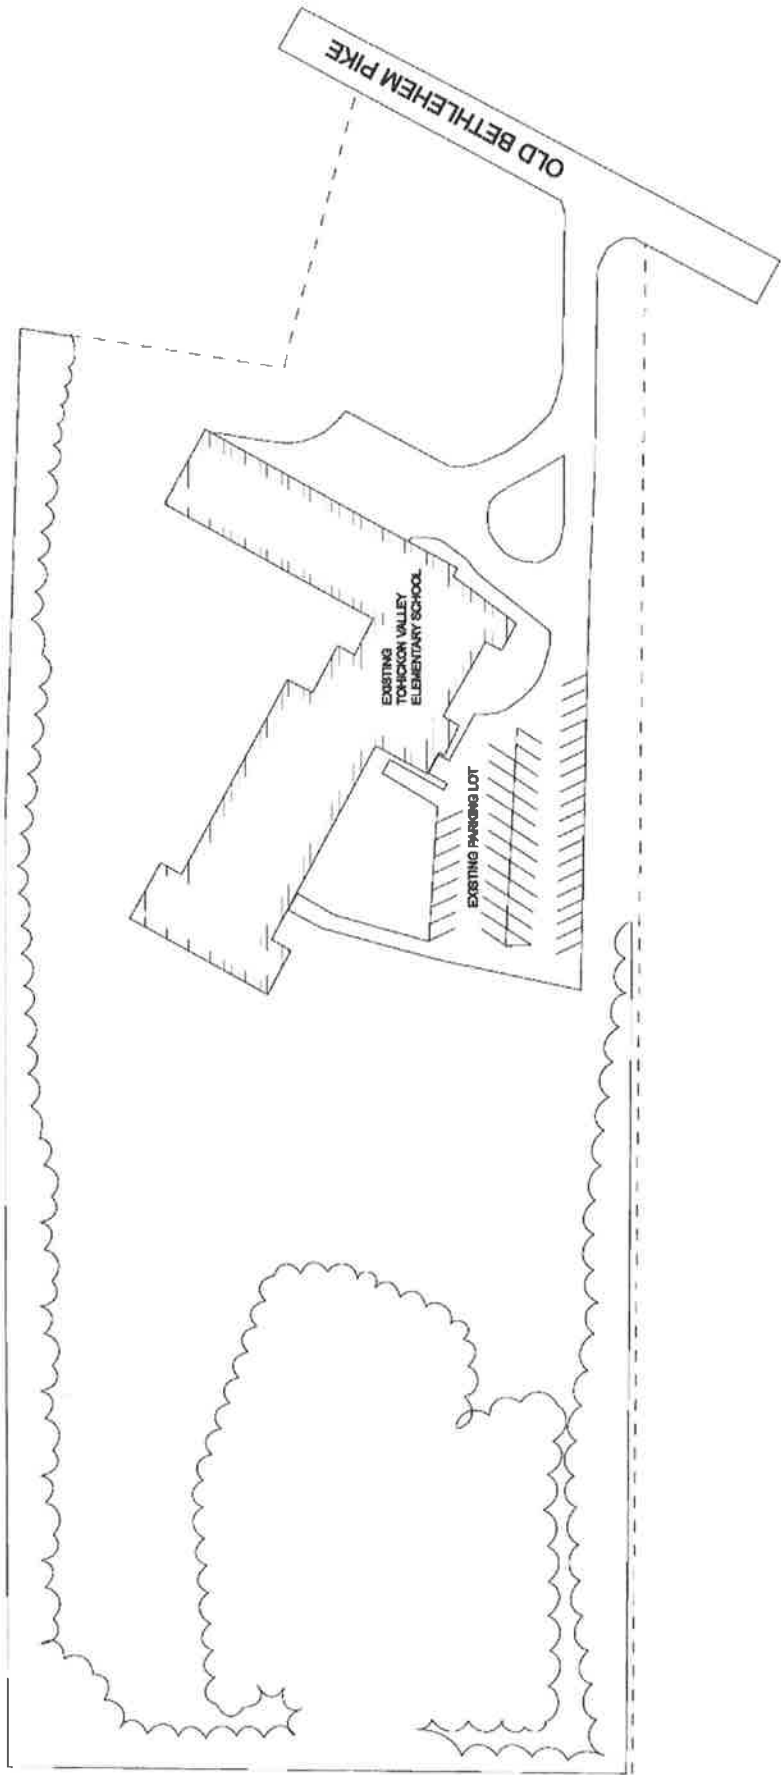 OLD BETHLEHEM PIKE
EXISTING
TOHICKON VALLEY
ELEMENTARY SCHOOL
EXISTING PARKING LOT